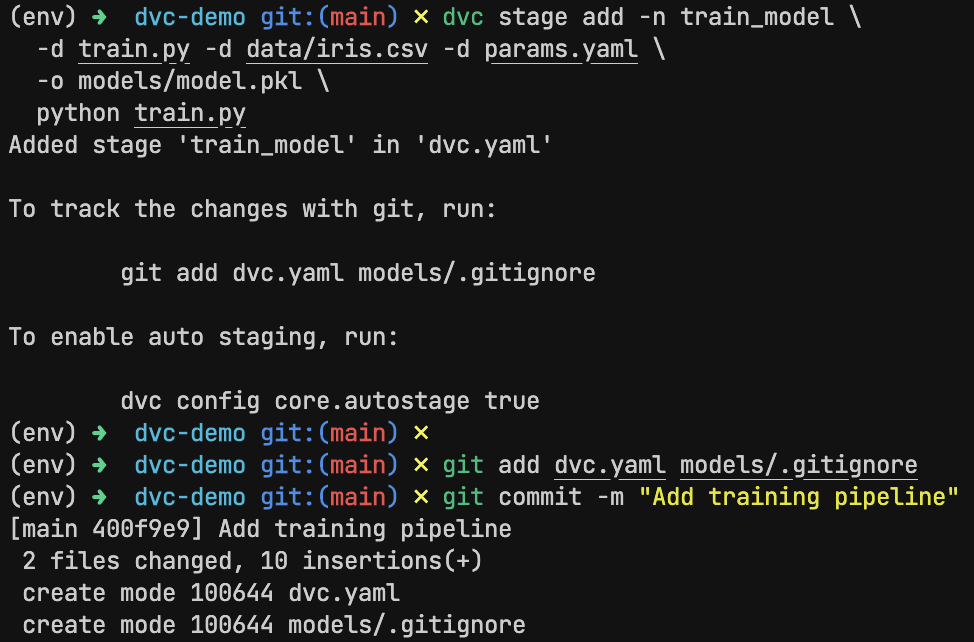 (env) ➜ dvc-demo git:(main) ✗ dvc stage add -n train_model \
-d train.py -d data/iris.csv -d params.yaml \
-o models/model.pkl \
python train.py
Added stage 'train_model' in 'dvc.yaml'
To track the changes with git, run:
git add dvc.yaml models/.gitignore
To enable auto staging, run:
dvc config core.autostage true
(env) ➜ dvc-demo git:(main) ✗
(env) ➜ dvc-demo git:(main) ✗ git add dvc.yaml models/.gitignore
(env) ➜ dvc-demo git:(main) ✗ git commit -m "Add training pipeline"
[main 400f9e9] Add training pipeline
2 files changed, 10 insertions(+)
create mode 100644 dvc.yaml
create mode 100644 models/.gitignore